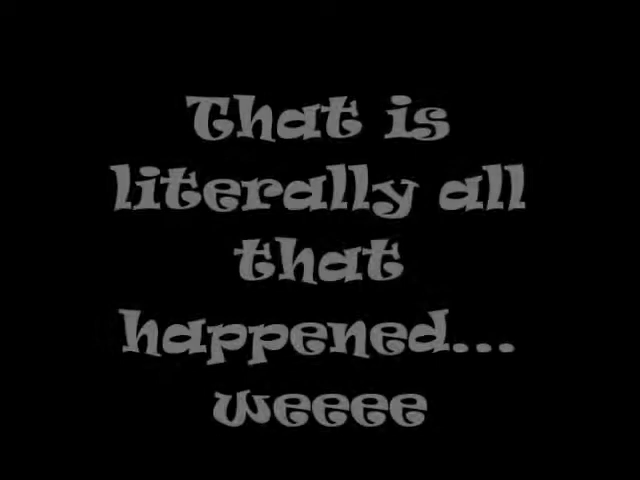 That is
literally all
that
happened...
weeee